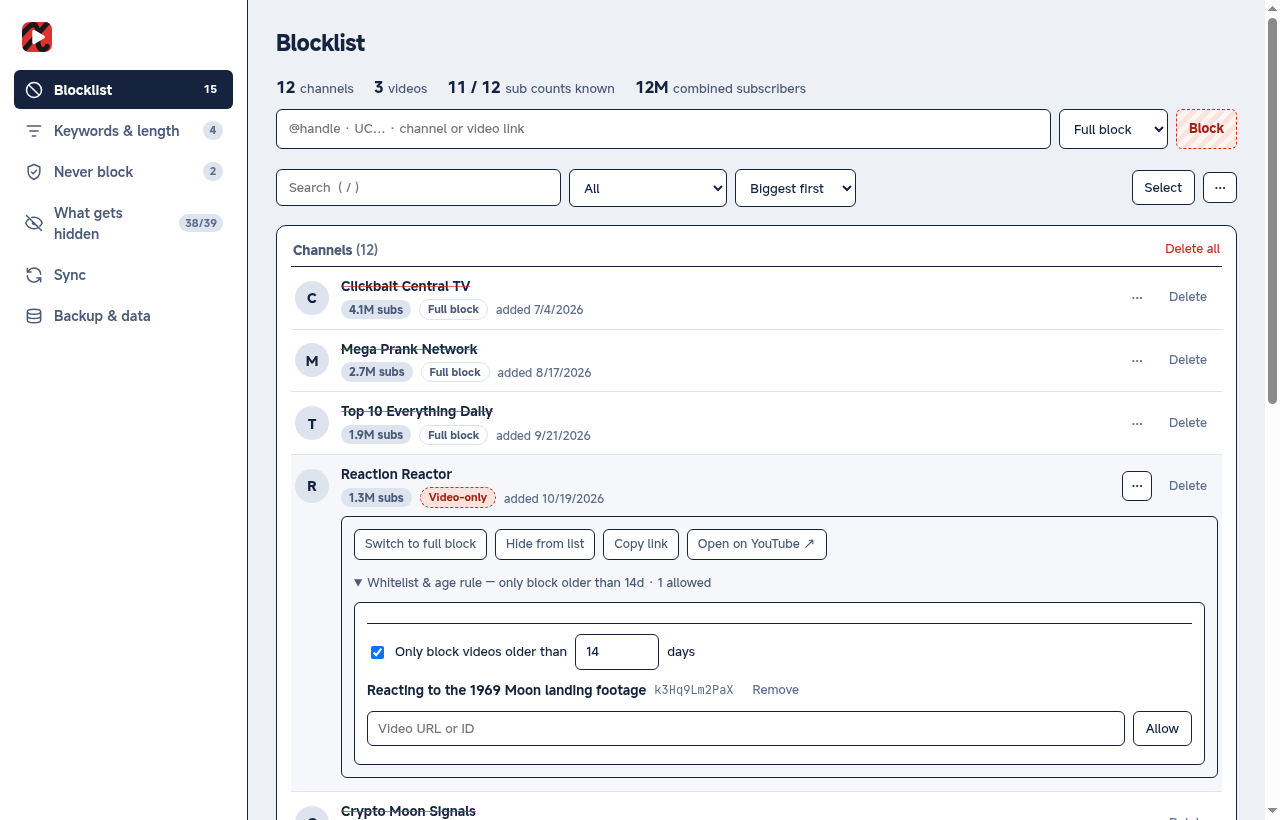 Blocklist 15
Keywords & length 4
Never block 2
What gets hidden 38/39
Sync
Backup & data
Blocklist
12 channels 3 videos 11 / 12 sub counts known 12M combined subscribers
@handle · UC... · channel or video link Full block Block
Search ( / ) All Biggest first Select ...
Channels (12) Delete all
C Clickbait Central TV
4.1M subs Full block added 7/4/2026 ... Delete
M Mega Prank Network
2.7M subs Full block added 8/17/2026 ... Delete
T Top 10 Everything Daily
1.9M subs Full block added 9/21/2026 ... Delete
R Reaction Reactor
1.3M subs Video-only added 10/19/2026 ... Delete
Switch to full block Hide from list Copy link Open on YouTube ↗
▼ Whitelist & age rule — only block older than 14d · 1 allowed
Only block videos older than 14 days
Reacting to the 1969 Moon landing footage k3Hq9Lm2PaX Remove
Video URL or ID Allow
Crypto Moon Signals